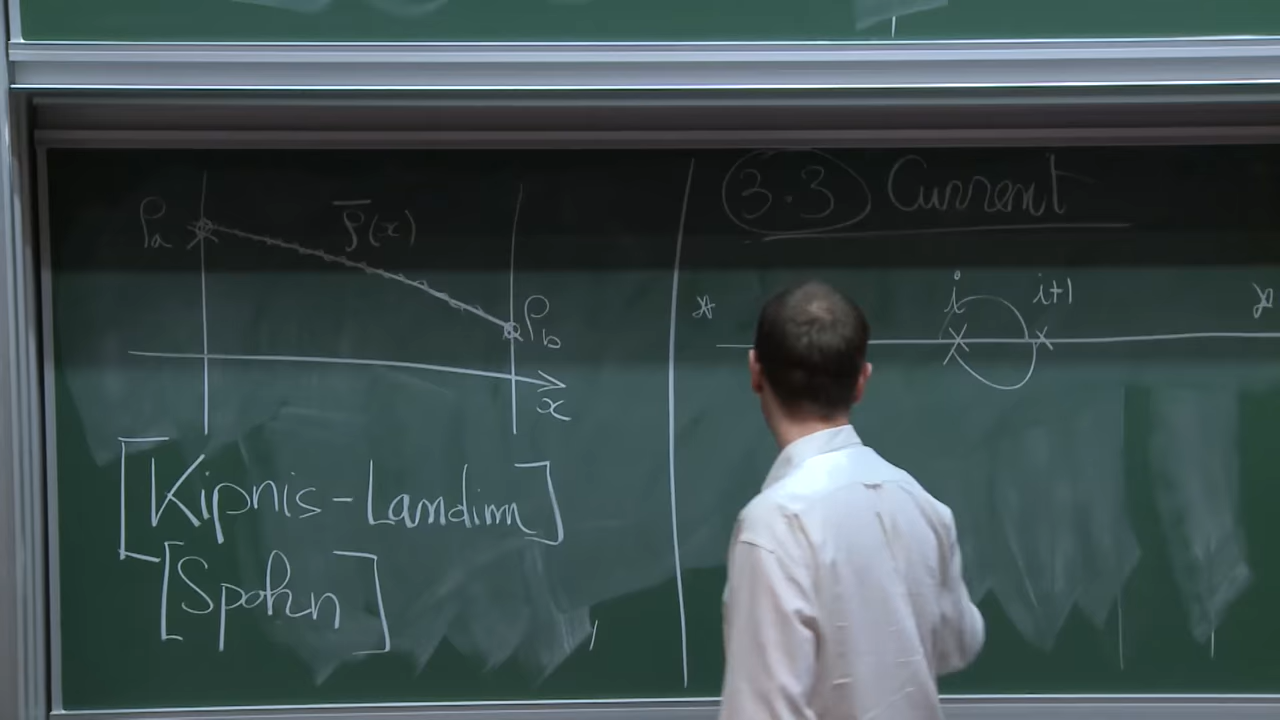 ρa
ρ̄(x)
ρb
x
[Kipnis-Landim]
[Spohn]
3.3 Current
i i+1